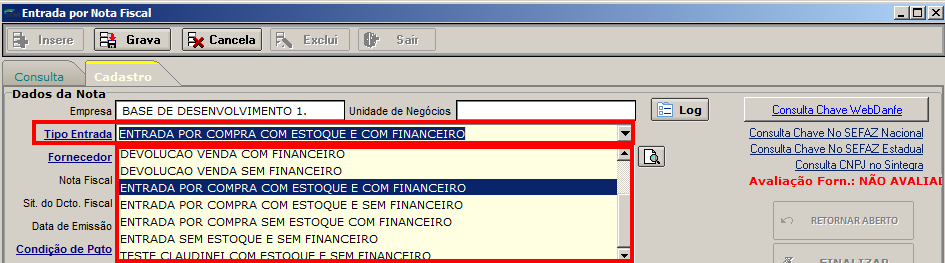 Entrada por Nota Fiscal
Insere Grava Cancela Exclui Sair
Consulta Cadastro
Dados da Nota
Empresa BASE DE DESENVOLVIMENTO 1. Unidade de Negócios Log Consulta Chave WebDanfe
Tipo Entrada ENTRADA POR COMPRA COM ESTOQUE E COM FINANCEIRO Consulta Chave No SEFAZ Nacional
Consulta Chave No SEFAZ Estadual
Fornecedor DEVOLUCAO VENDA COM FINANCEIRO
Consulta CNPJ no Sintegra
DEVOLUCAO VENDA SEM FINANCEIRO
Nota Fiscal ENTRADA POR COMPRA COM ESTOQUE E COM FINANCEIRO Avaliação Forn.: NÃO AVALIAD
Sit. do Dcto. Fiscal ENTRADA POR COMPRA COM ESTOQUE E SEM FINANCEIRO
Data de Emissão ENTRADA POR COMPRA SEM ESTOQUE COM FINANCEIRO RETORNAR ABERTO
ENTRADA SEM ESTOQUE E SEM FINANCEIRO
Condição de Pgto TESTE CLAUDINEI COM ESTOQUE E SEM FINANCEIRO FINALIZAR